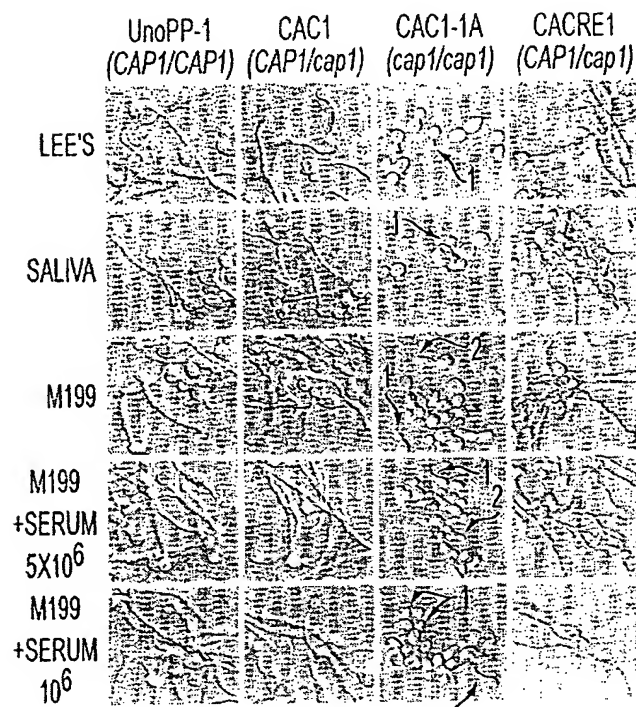 UnoPP-1 CAC1 CAC1-1A CACRE1
(CAP1/CAP1) (CAP1/cap1) (cap1/cap1) (CAP1/cap1)
LEE'S
1
SALIVA
1
M199
2
1
M199
+SERUM
5X10⁶
1
2
M199
+SERUM
10⁶
1